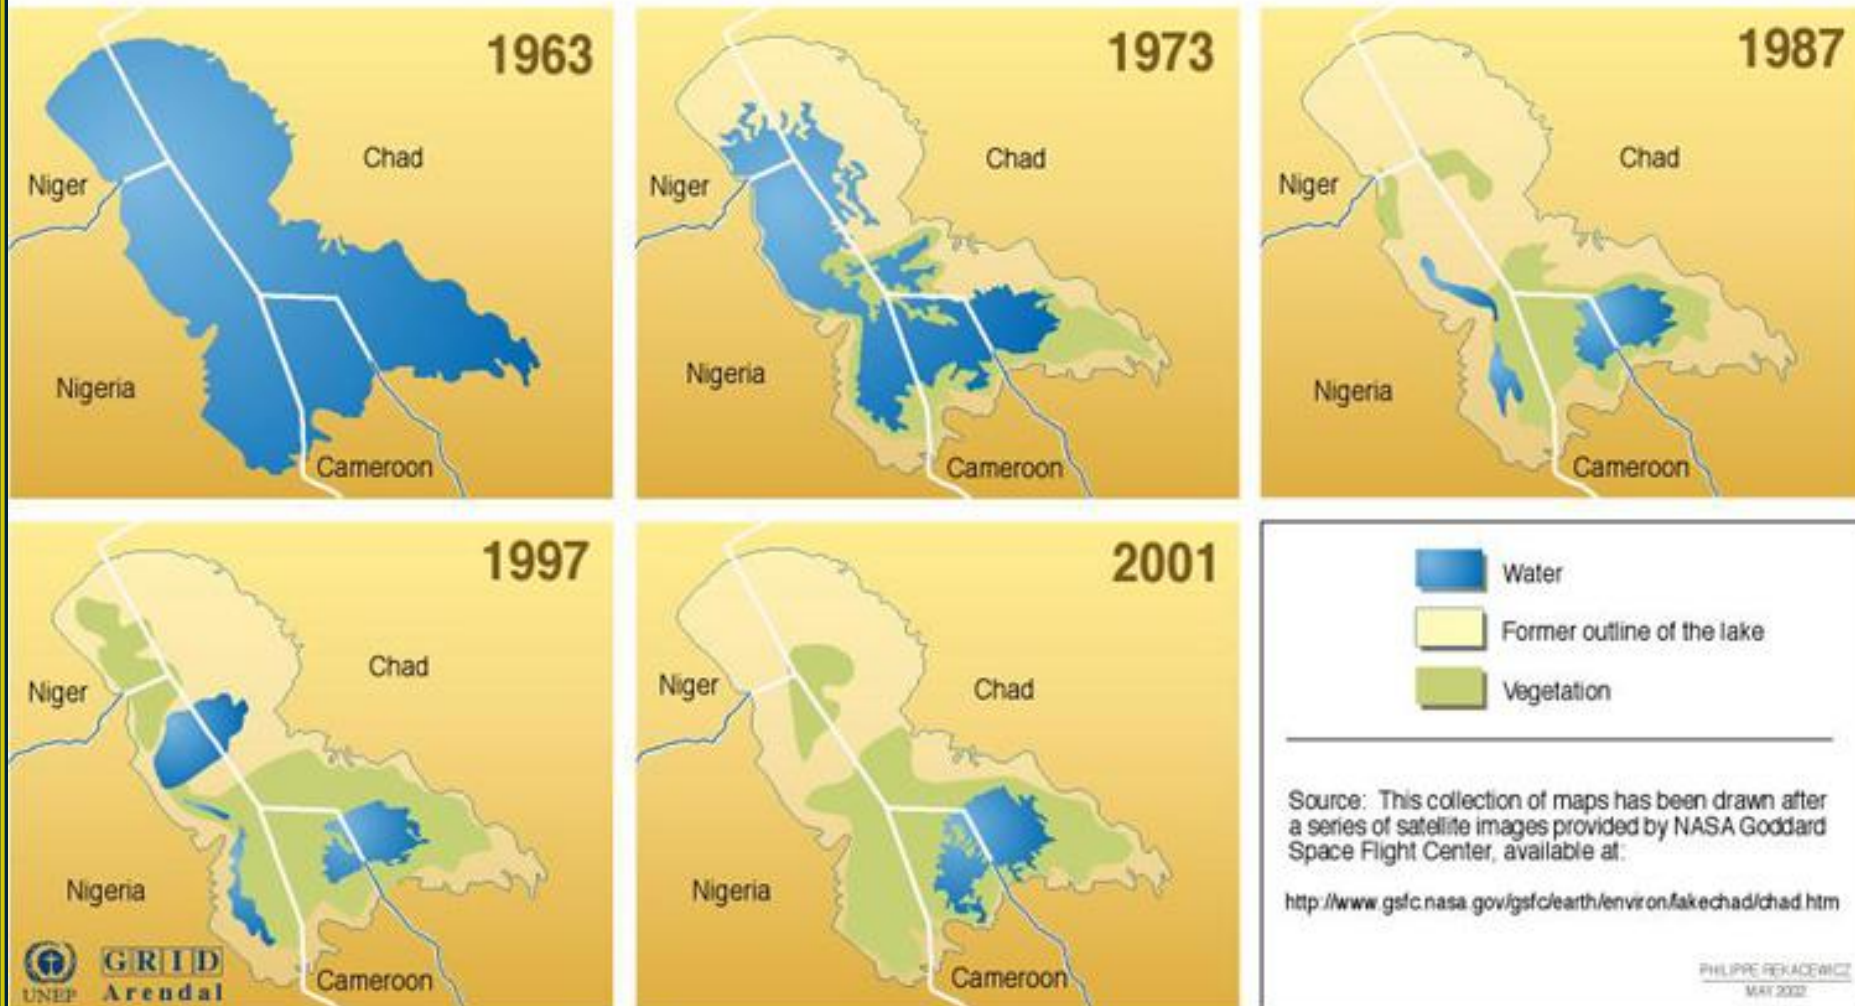 1963
Chad
Niger
Nigeria
Cameroon
1973
Chad
Niger
Nigeria
Cameroon
1987
Chad
Niger
Nigeria
Cameroon
1997
Chad
Niger
Nigeria
Cameroon
UNEP
GRID
Arendal
2001
Chad
Niger
Nigeria
Cameroon
Water
Former outline of the lake
Vegetation
Source: This collection of maps has been drawn after
a series of satellite images provided by NASA Goddard
Space Flight Center, available at:
http://www.gsfc.nasa.gov/gsfc/earth/environ/lakechad/chad.htm
PHILIPPE REKACEWICZ
MAY 2002